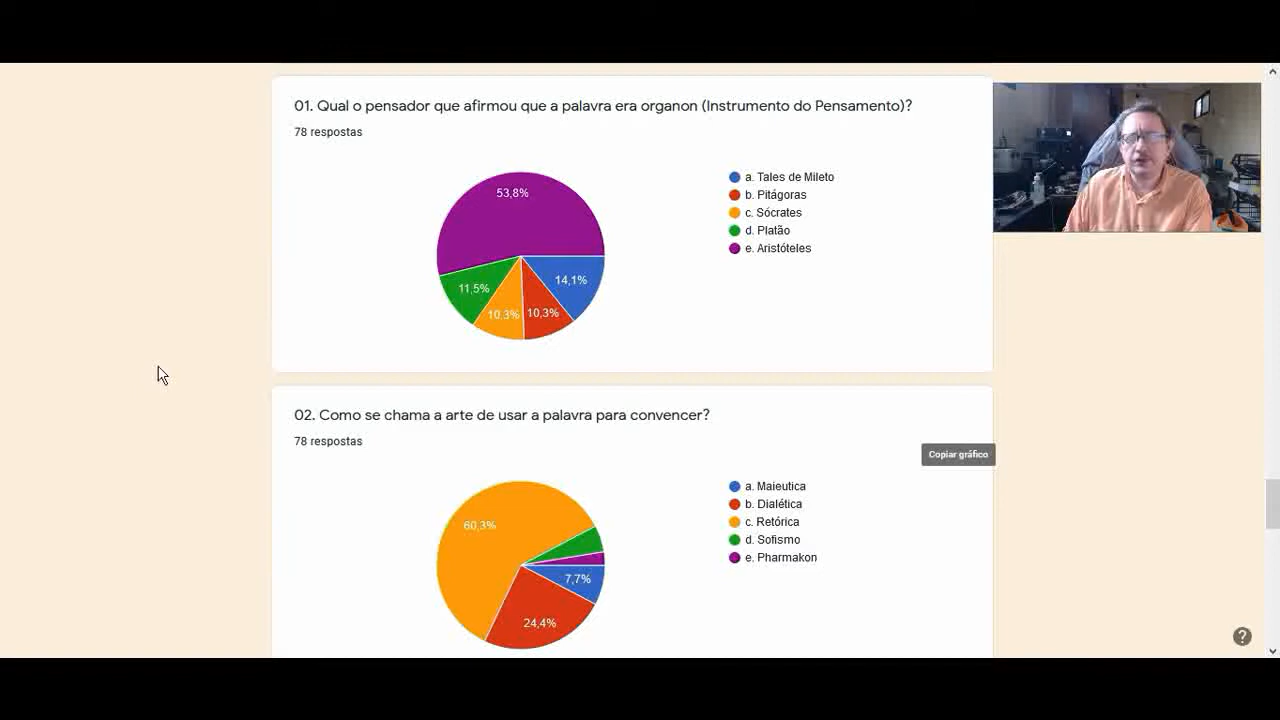 01. Qual o pensador que afirmou que a palavra era organon (Instrumento do Pensamento)?
78 respostas
53,8%
14,1%
11,5%
10,3%
10,3%
a. Tales de Mileto
b. Pitágoras
c. Sócrates
d. Platão
e. Aristóteles
02. Como se chama a arte de usar a palavra para convencer?
78 respostas
Copiar gráfico
60,3%
7,7%
24,4%
a. Maieutica
b. Dialética
c. Retórica
d. Sofismo
e. Pharmakon
?